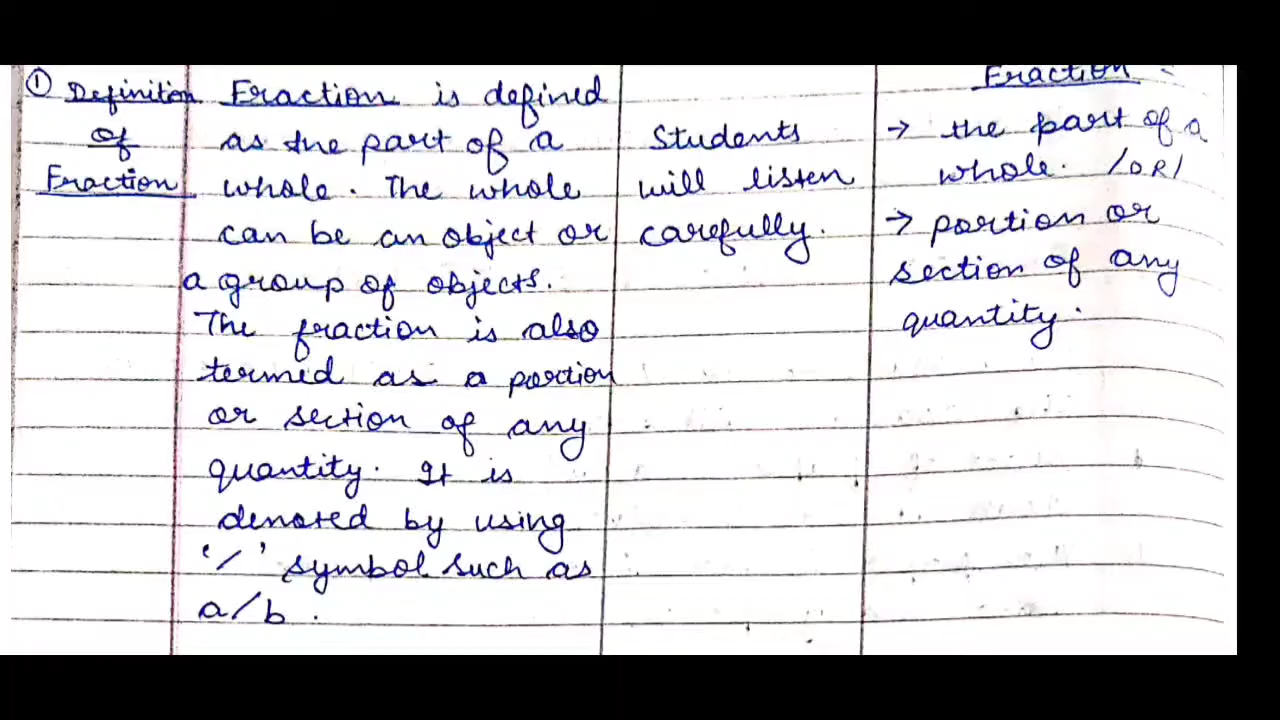 ① Definition
of
Fraction
Fraction is defined
as the part of a
whole. The whole
can be an object or
a group of objects.
The fraction is also
termed as a portion
or section of any
quantity. It is
denoted by using
'/' symbol such as
a/b.
Students
will listen
carefully.
Fraction :
→ the part of a
whole. /OR/
→ portion or
section of any
quantity.